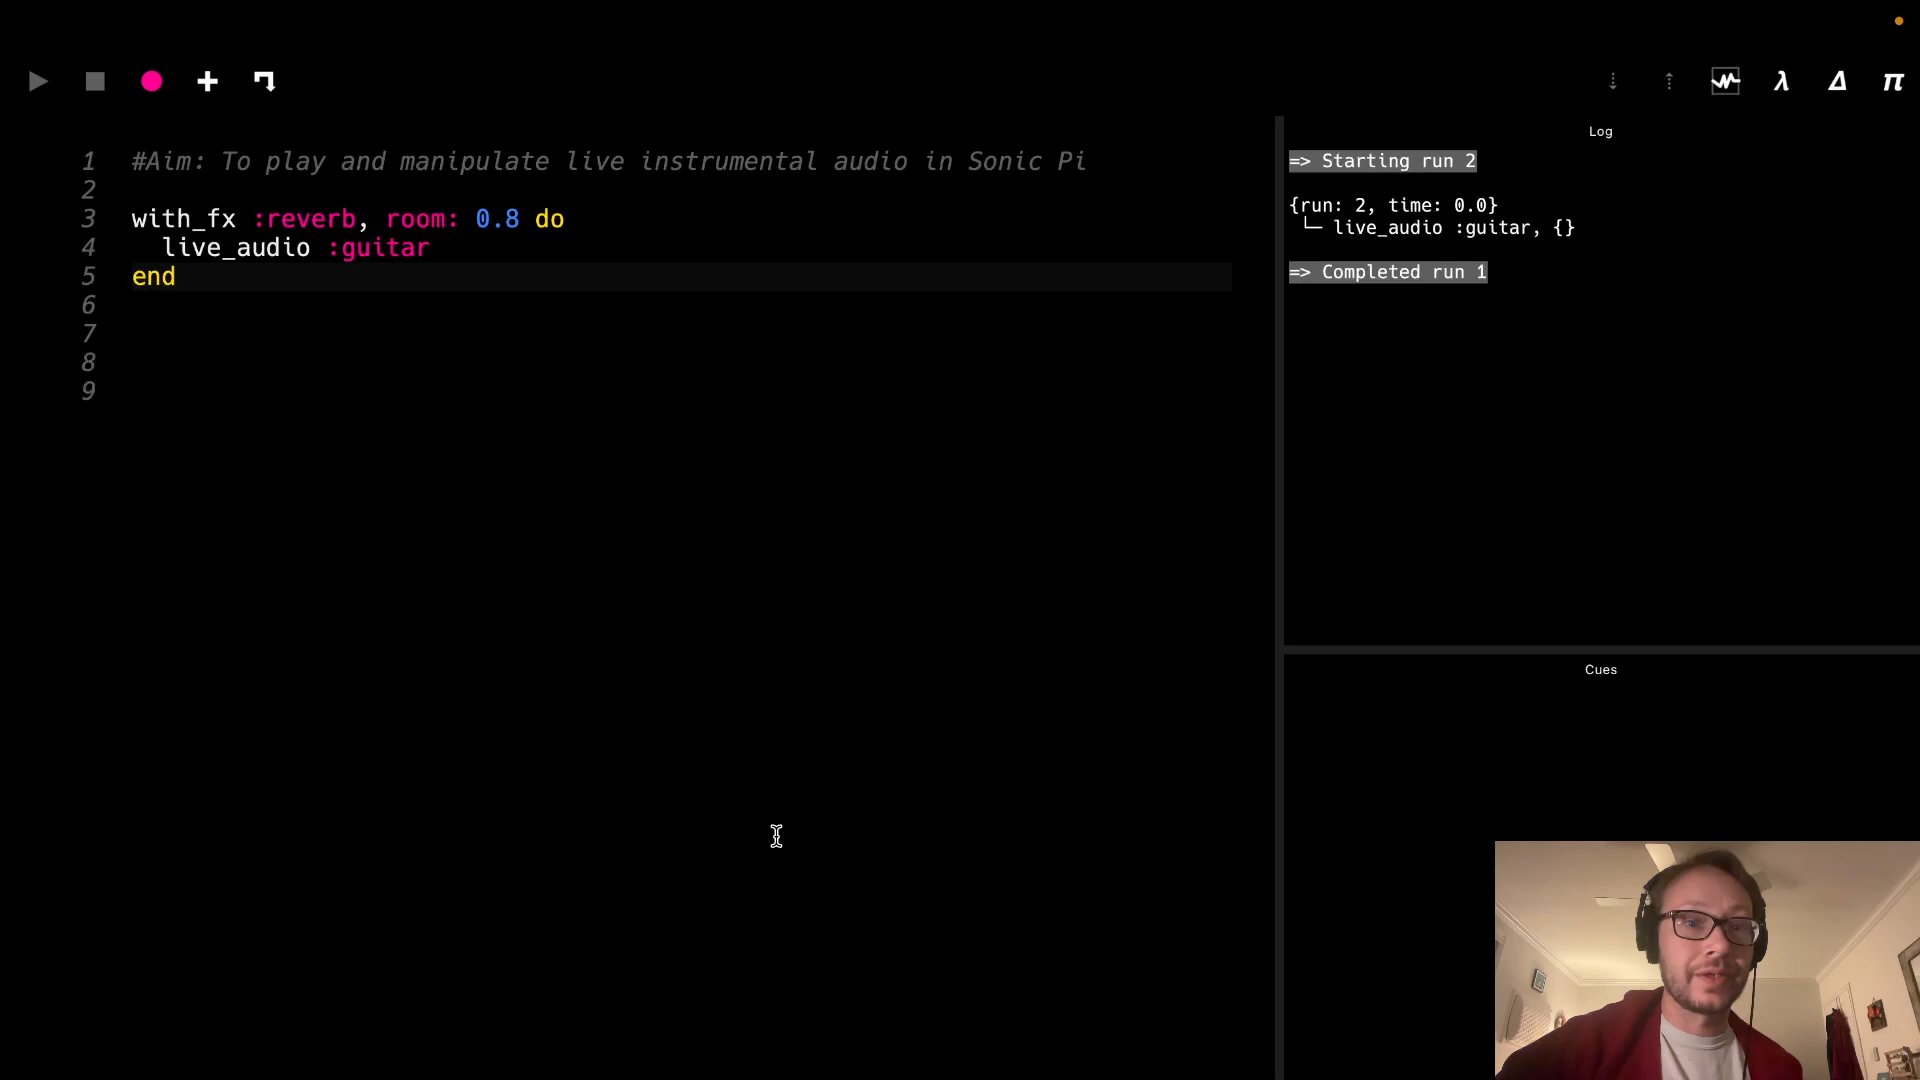 λ Δ π
1 #Aim: To play and manipulate live instrumental audio in Sonic Pi
2
3 with_fx :reverb, room: 0.8 do
4 live_audio :guitar
5 end
6
7
8
9
Log
=> Starting run 2
{run: 2, time: 0.0}
└─ live_audio :guitar, {}
=> Completed run 1
Cues